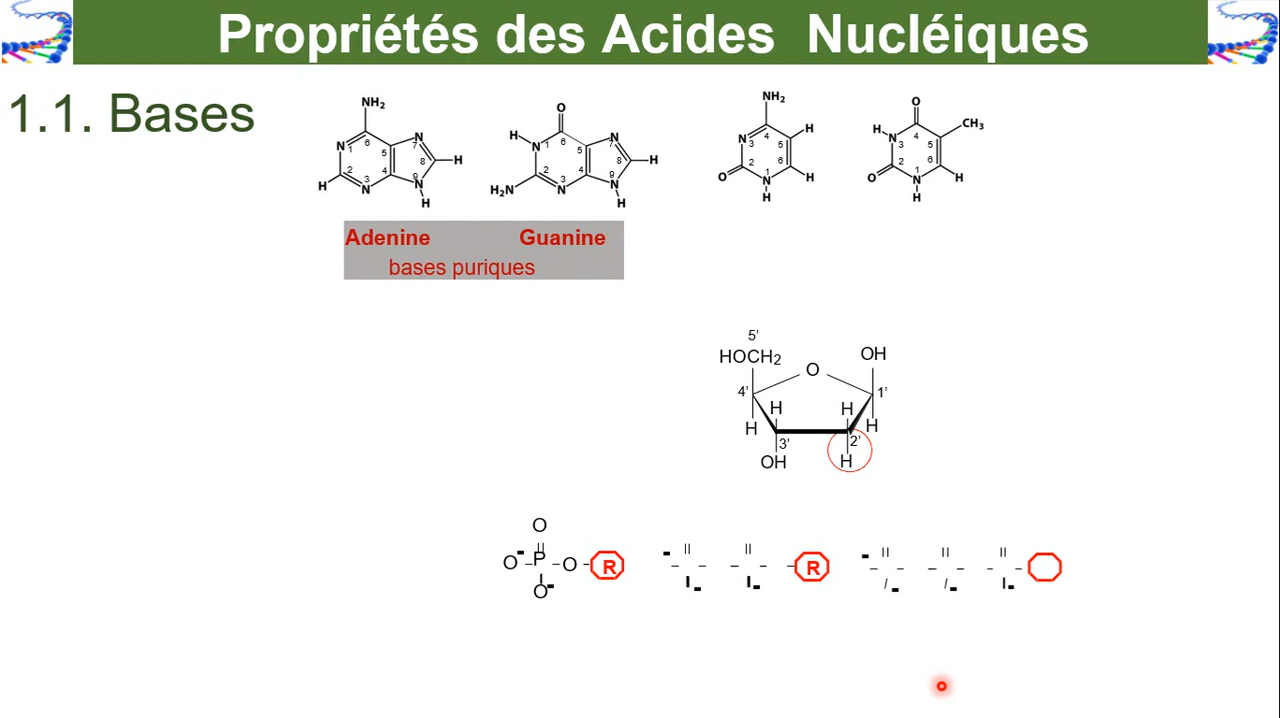 Propriétés des Acides Nucléiques
1.1. Bases
NH2
N 1 6 5 N 7 8 H
H 2 N 3 4 9 N
H
O
H N 1 6 5 N 7 8 H
H2N 2 N 3 4 9 N
H
NH2
N 3 4 5 H
O 2 N 1 6 H
H
O
H N 3 4 5 CH3
O 2 N 1 6 H
H
Adenine Guanine
bases puriques
5'
HOCH2 O OH
4' H H 1'
H 3' 2' H
OH H
O
O- P O R
O-
R